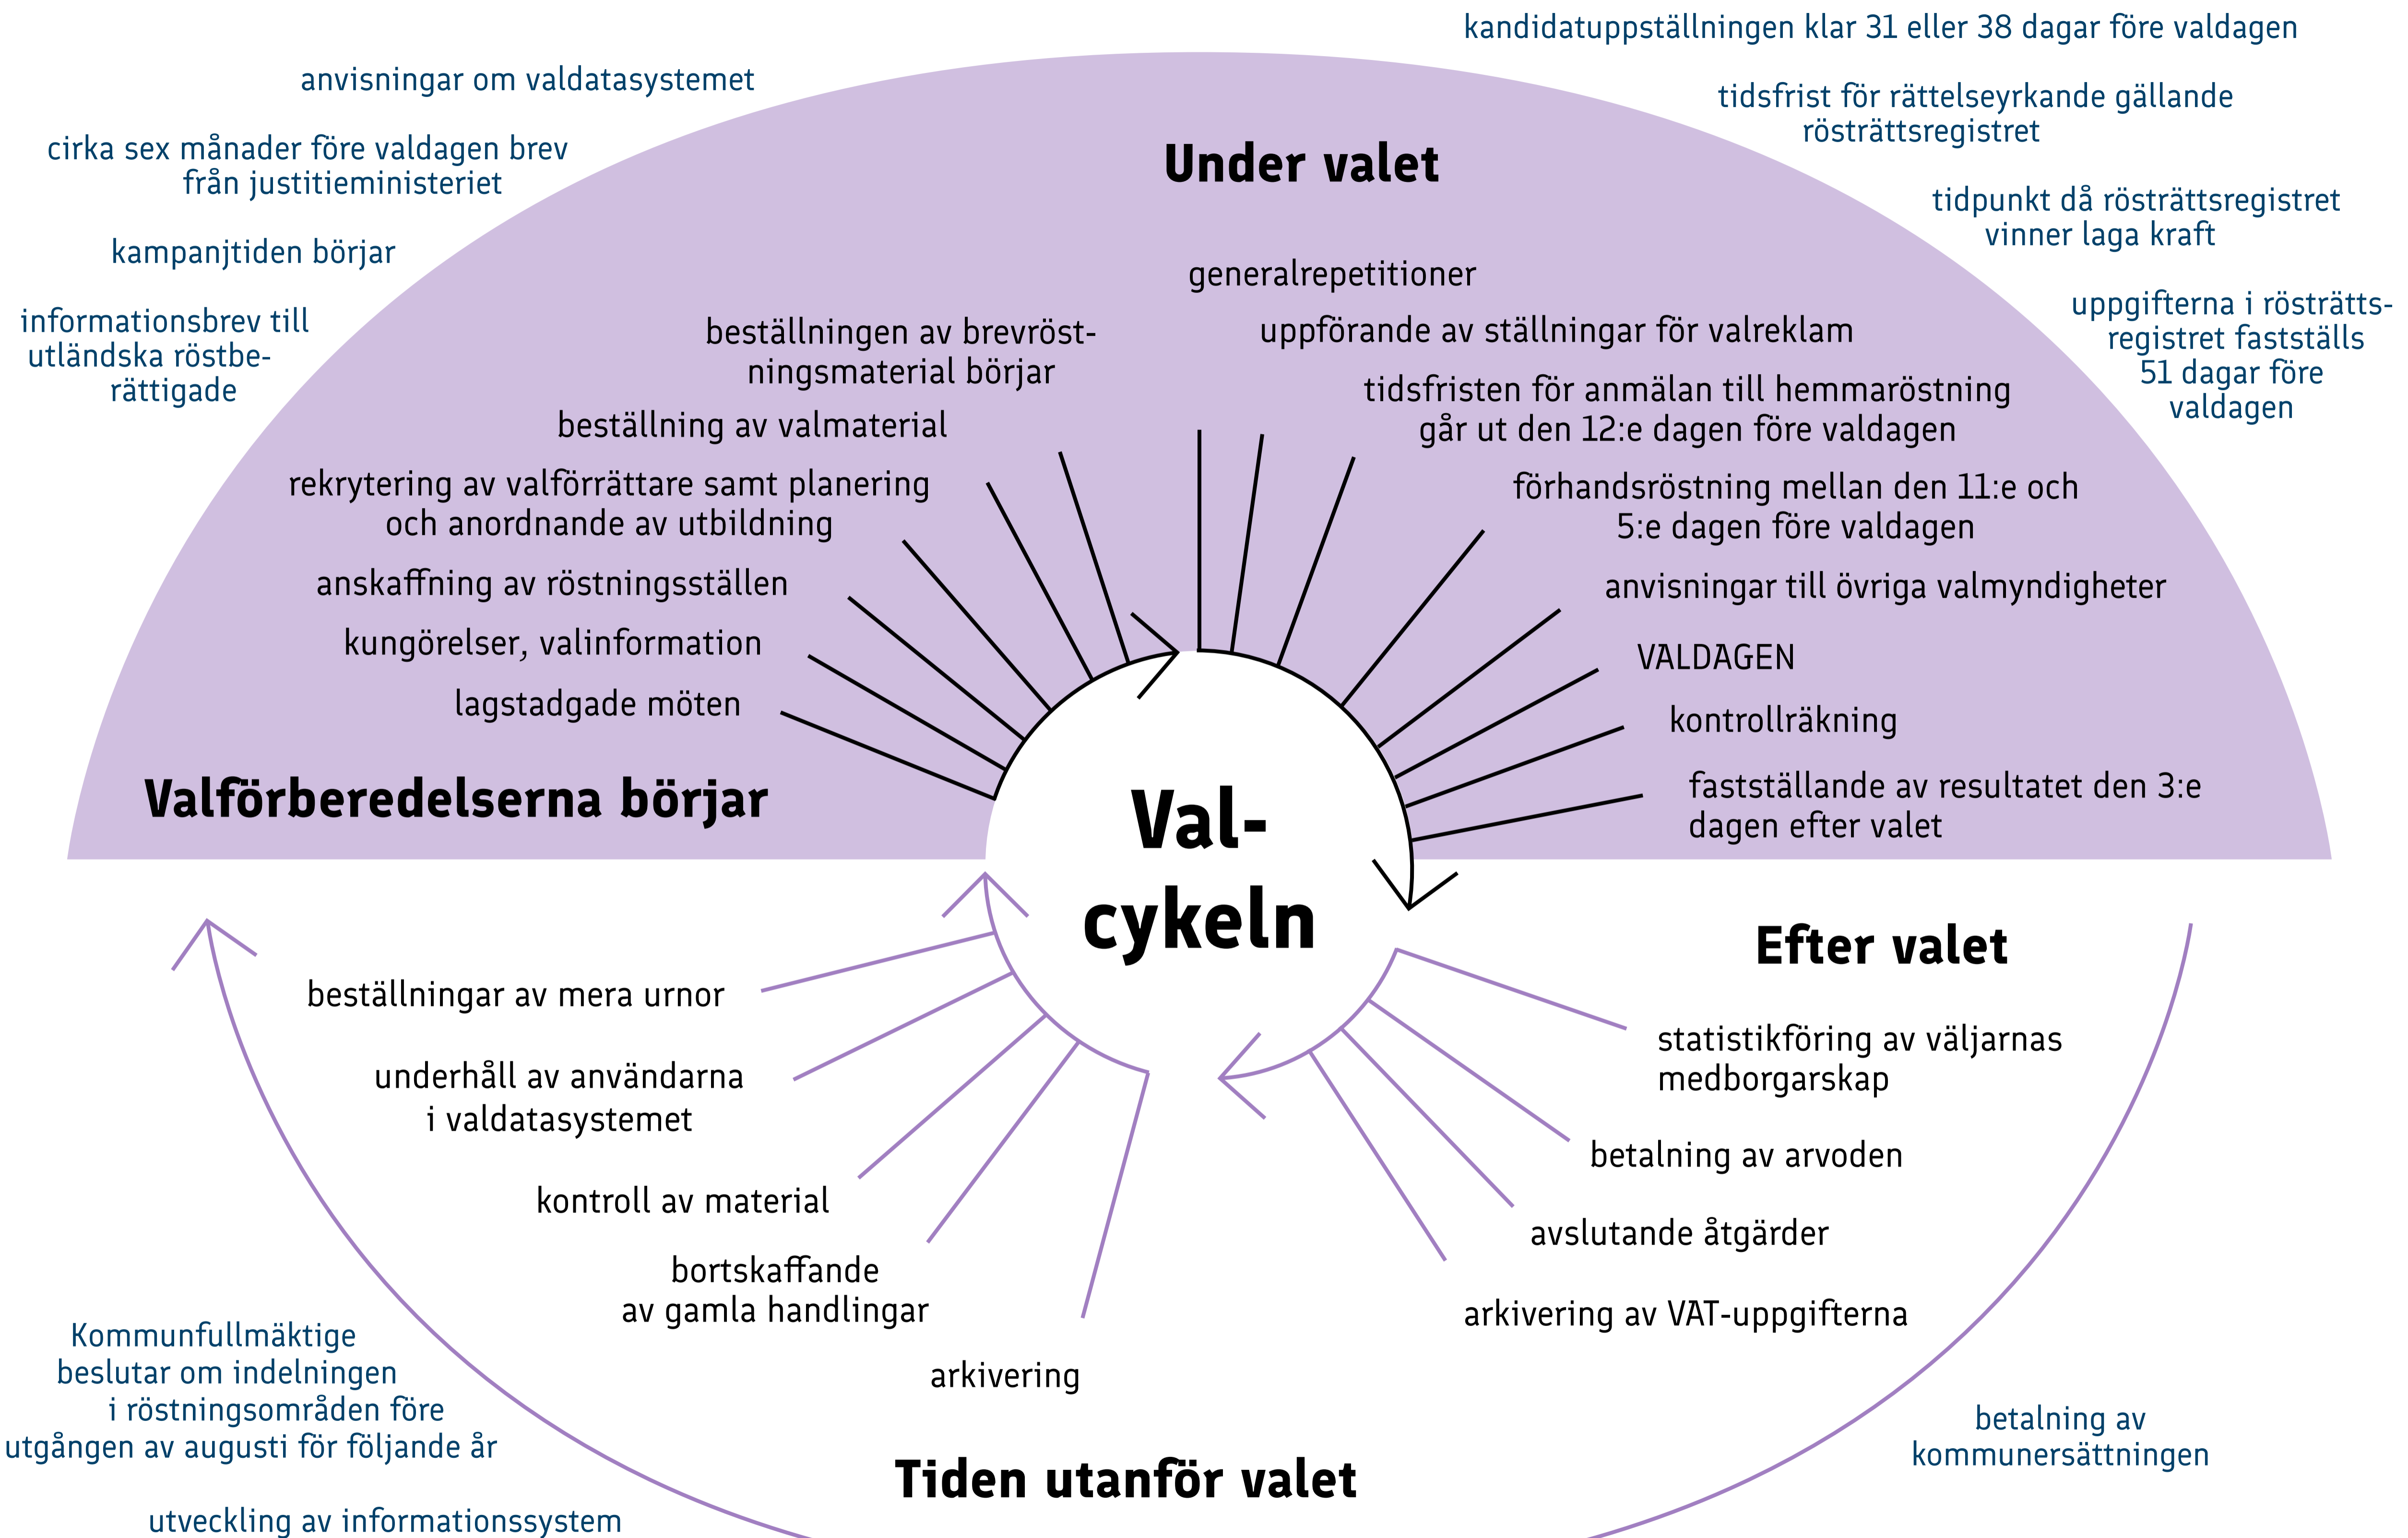 kandidatuppställningen klar 31 eller 38 dagar före valdagen
anvisningar om valdatasystemet
tidsfrist för rättelseyrkande gällande
rösträttsregistret
cirka sex månader före valdagen brev
från justitieministeriet
tidpunkt då rösträttsregistret
vinner laga kraft
kampanjtiden börjar
uppgifterna i rösträtts-
registret fastställs
51 dagar före
valdagen
informationsbrev till
utländska röstbe-
rättigade
Under valet
generalrepetitioner
uppförande av ställningar för valreklam
tidsfristen för anmälan till hemmaröstning
går ut den 12:e dagen före valdagen
förhandsröstning mellan den 11:e och
5:e dagen före valdagen
anvisningar till övriga valmyndigheter
VALDAGEN
kontrollräkning
fastställande av resultatet den 3:e
dagen efter valet
beställningen av brevröst-
ningsmaterial börjar
beställning av valmaterial
rekrytering av valförrättare samt planering
och anordnande av utbildning
anskaffning av röstningsställen
kungörelser, valinformation
lagstadgade möten
Valförberedelserna börjar
Val-
cykeln
Efter valet
statistikföring av väljarnas
medborgarskap
betalning av arvoden
avslutande åtgärder
arkivering av VAT-uppgifterna
beställningar av mera urnor
underhåll av användarna
i valdatasystemet
kontroll av material
bortskaffande
av gamla handlingar
arkivering
Tiden utanför valet
Kommunfullmäktige
beslutar om indelningen
i röstningsområden före
utgången av augusti för följande år
utveckling av informationssystem
betalning av
kommunersättningen